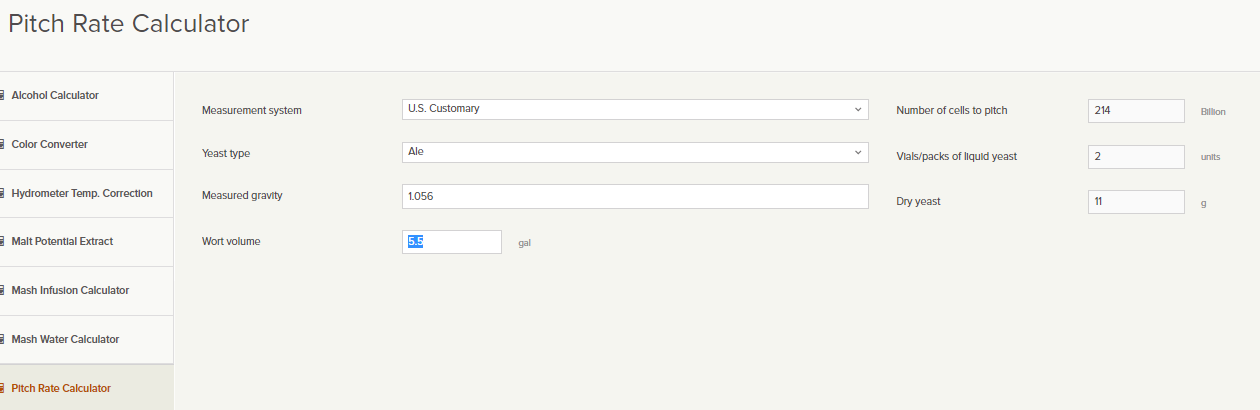 Pitch Rate Calculator
Alcohol Calculator
Color Converter
Hydrometer Temp. Correction
Malt Potential Extract
Mash Infusion Calculator
Mash Water Calculator
Pitch Rate Calculator
Measurement system
U.S. Customary
Yeast type
Ale
Measured gravity
1.056
Wort volume
5.5
gal
Number of cells to pitch
214
Billion
Vials/packs of liquid yeast
2
units
Dry yeast
11
g